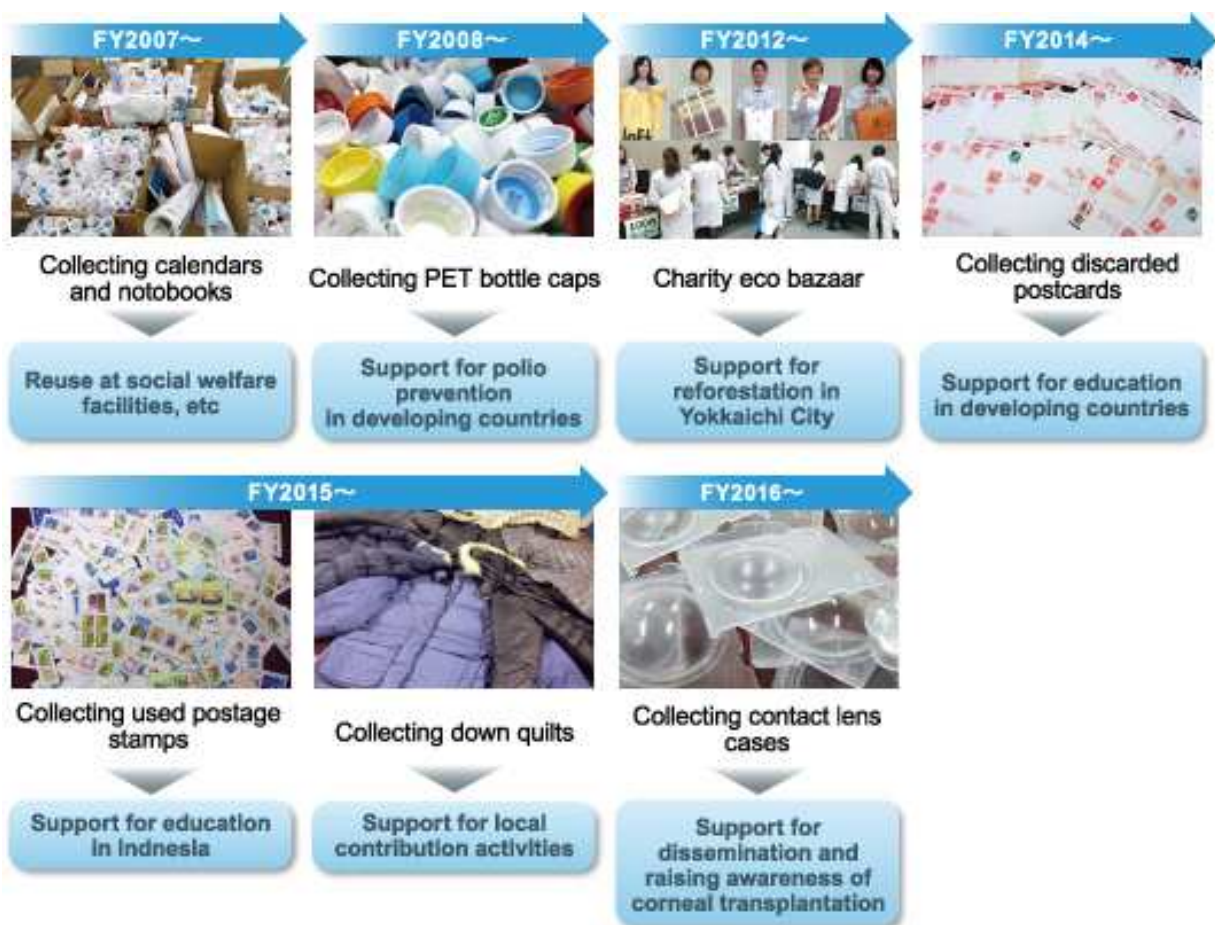 FY2007～
FY2008～
FY2012～
FY2014～
Collecting calendars
and notobooks
Collecting PET bottle caps
Charity eco bazaar
Collecting discarded
postcards
Reuse at social welfare
facilities, etc
Support for polio
prevention
in developing countries
Support for
reforestation in
Yokkaichi City
Support for education
in developing countries
FY2015～
FY2016～
Collecting used postage
stamps
Collecting down quilts
Collecting contact lens
cases
Support for education
in Indnesia
Support for local
contribution activities
Support for
dissemination and
raising awareness of
corneal transplantation